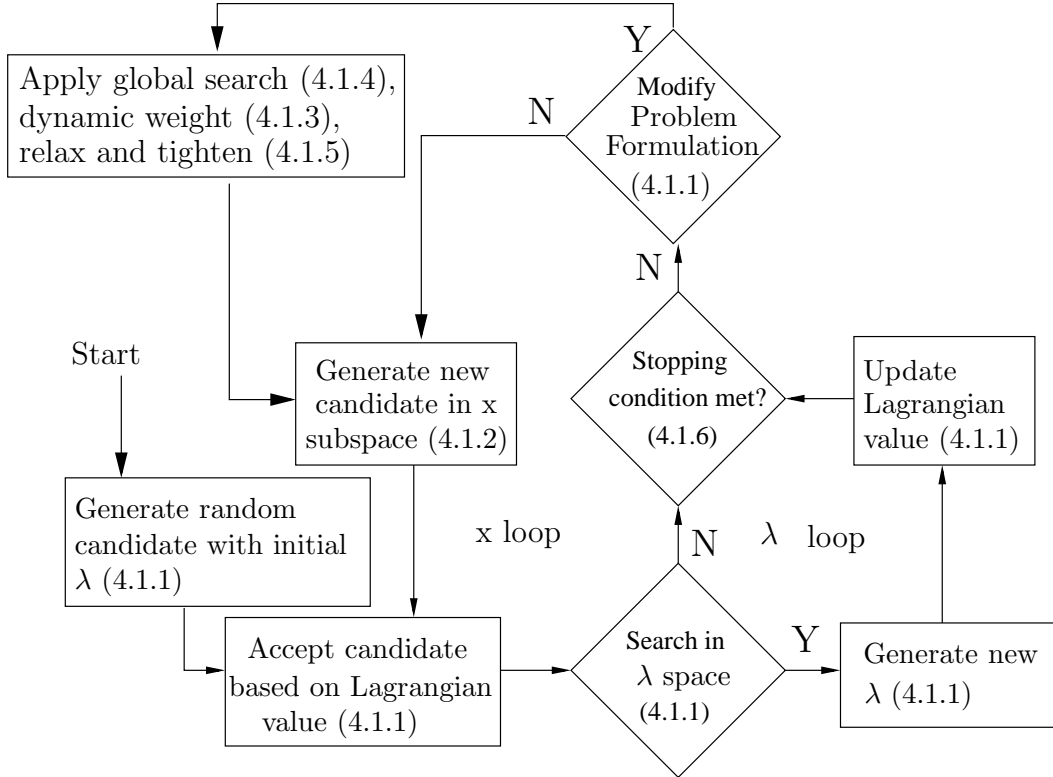 Y
Apply global search (4.1.4),
dynamic weight (4.1.3),
relax and tighten (4.1.5)
N
Modify
Problem
Formulation
(4.1.1)
N
Start
Generate new
candidate in x
subspace (4.1.2)
Stopping
condition met?
(4.1.6)
Update
Lagrangian
value (4.1.1)
Generate random
candidate with initial
λ (4.1.1)
x loop
N
λ loop
Accept candidate
based on Lagrangian
value (4.1.1)
Search in
λ space
(4.1.1)
Y
Generate new
λ (4.1.1)